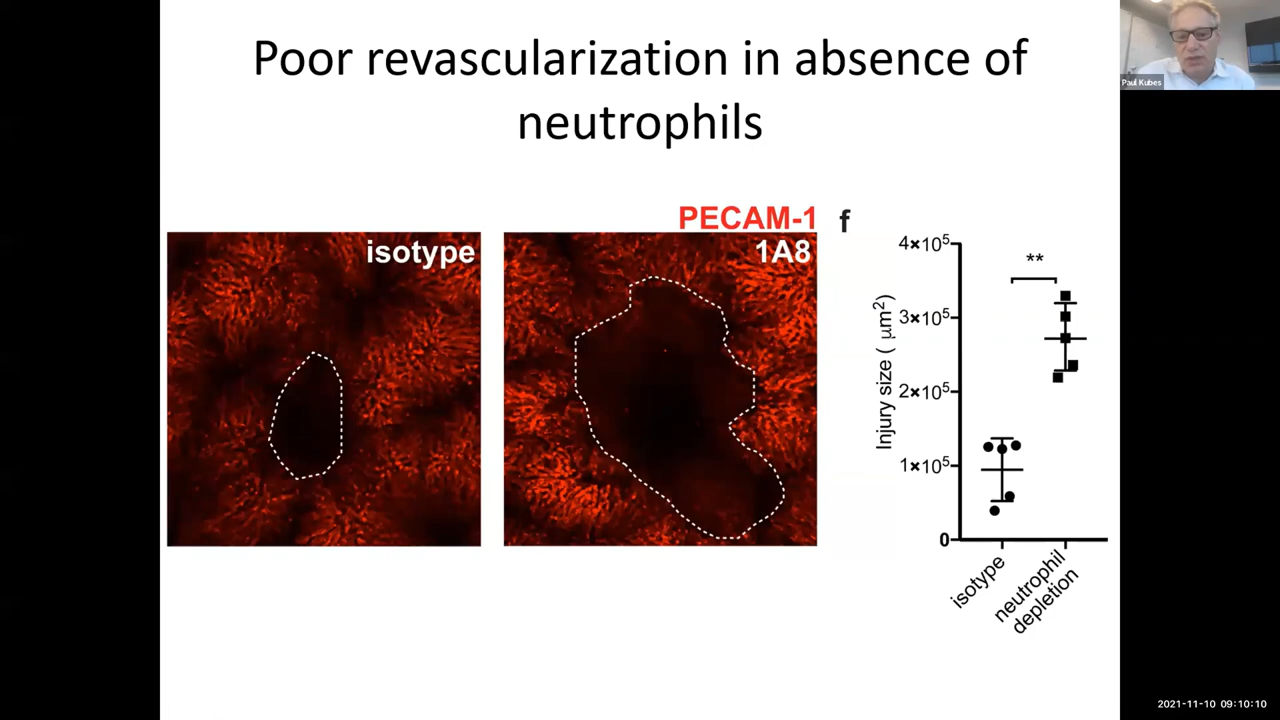 Poor revascularization in absence of
neutrophils
Paul Kubes
PECAM-1
isotype
1A8
f
4×10⁵
3×10⁵
2×10⁵
1×10⁵
0
Injury size ( μm²)
**
isotype
neutrophil
depletion
2021-11-10 09:10:10